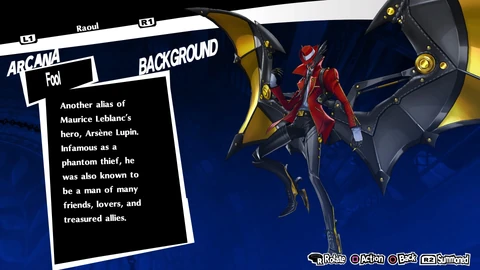 L1
Raoul
R1
ARCANA
Fool
BACKGROUND
Another alias of
Maurice Leblanc's
hero, Arsène Lupin.
Infamous as a
phantom thief, he
was also known to
be a man of many
friends, lovers, and
treasured allies.
R Rotate Action Back R2 Summoned